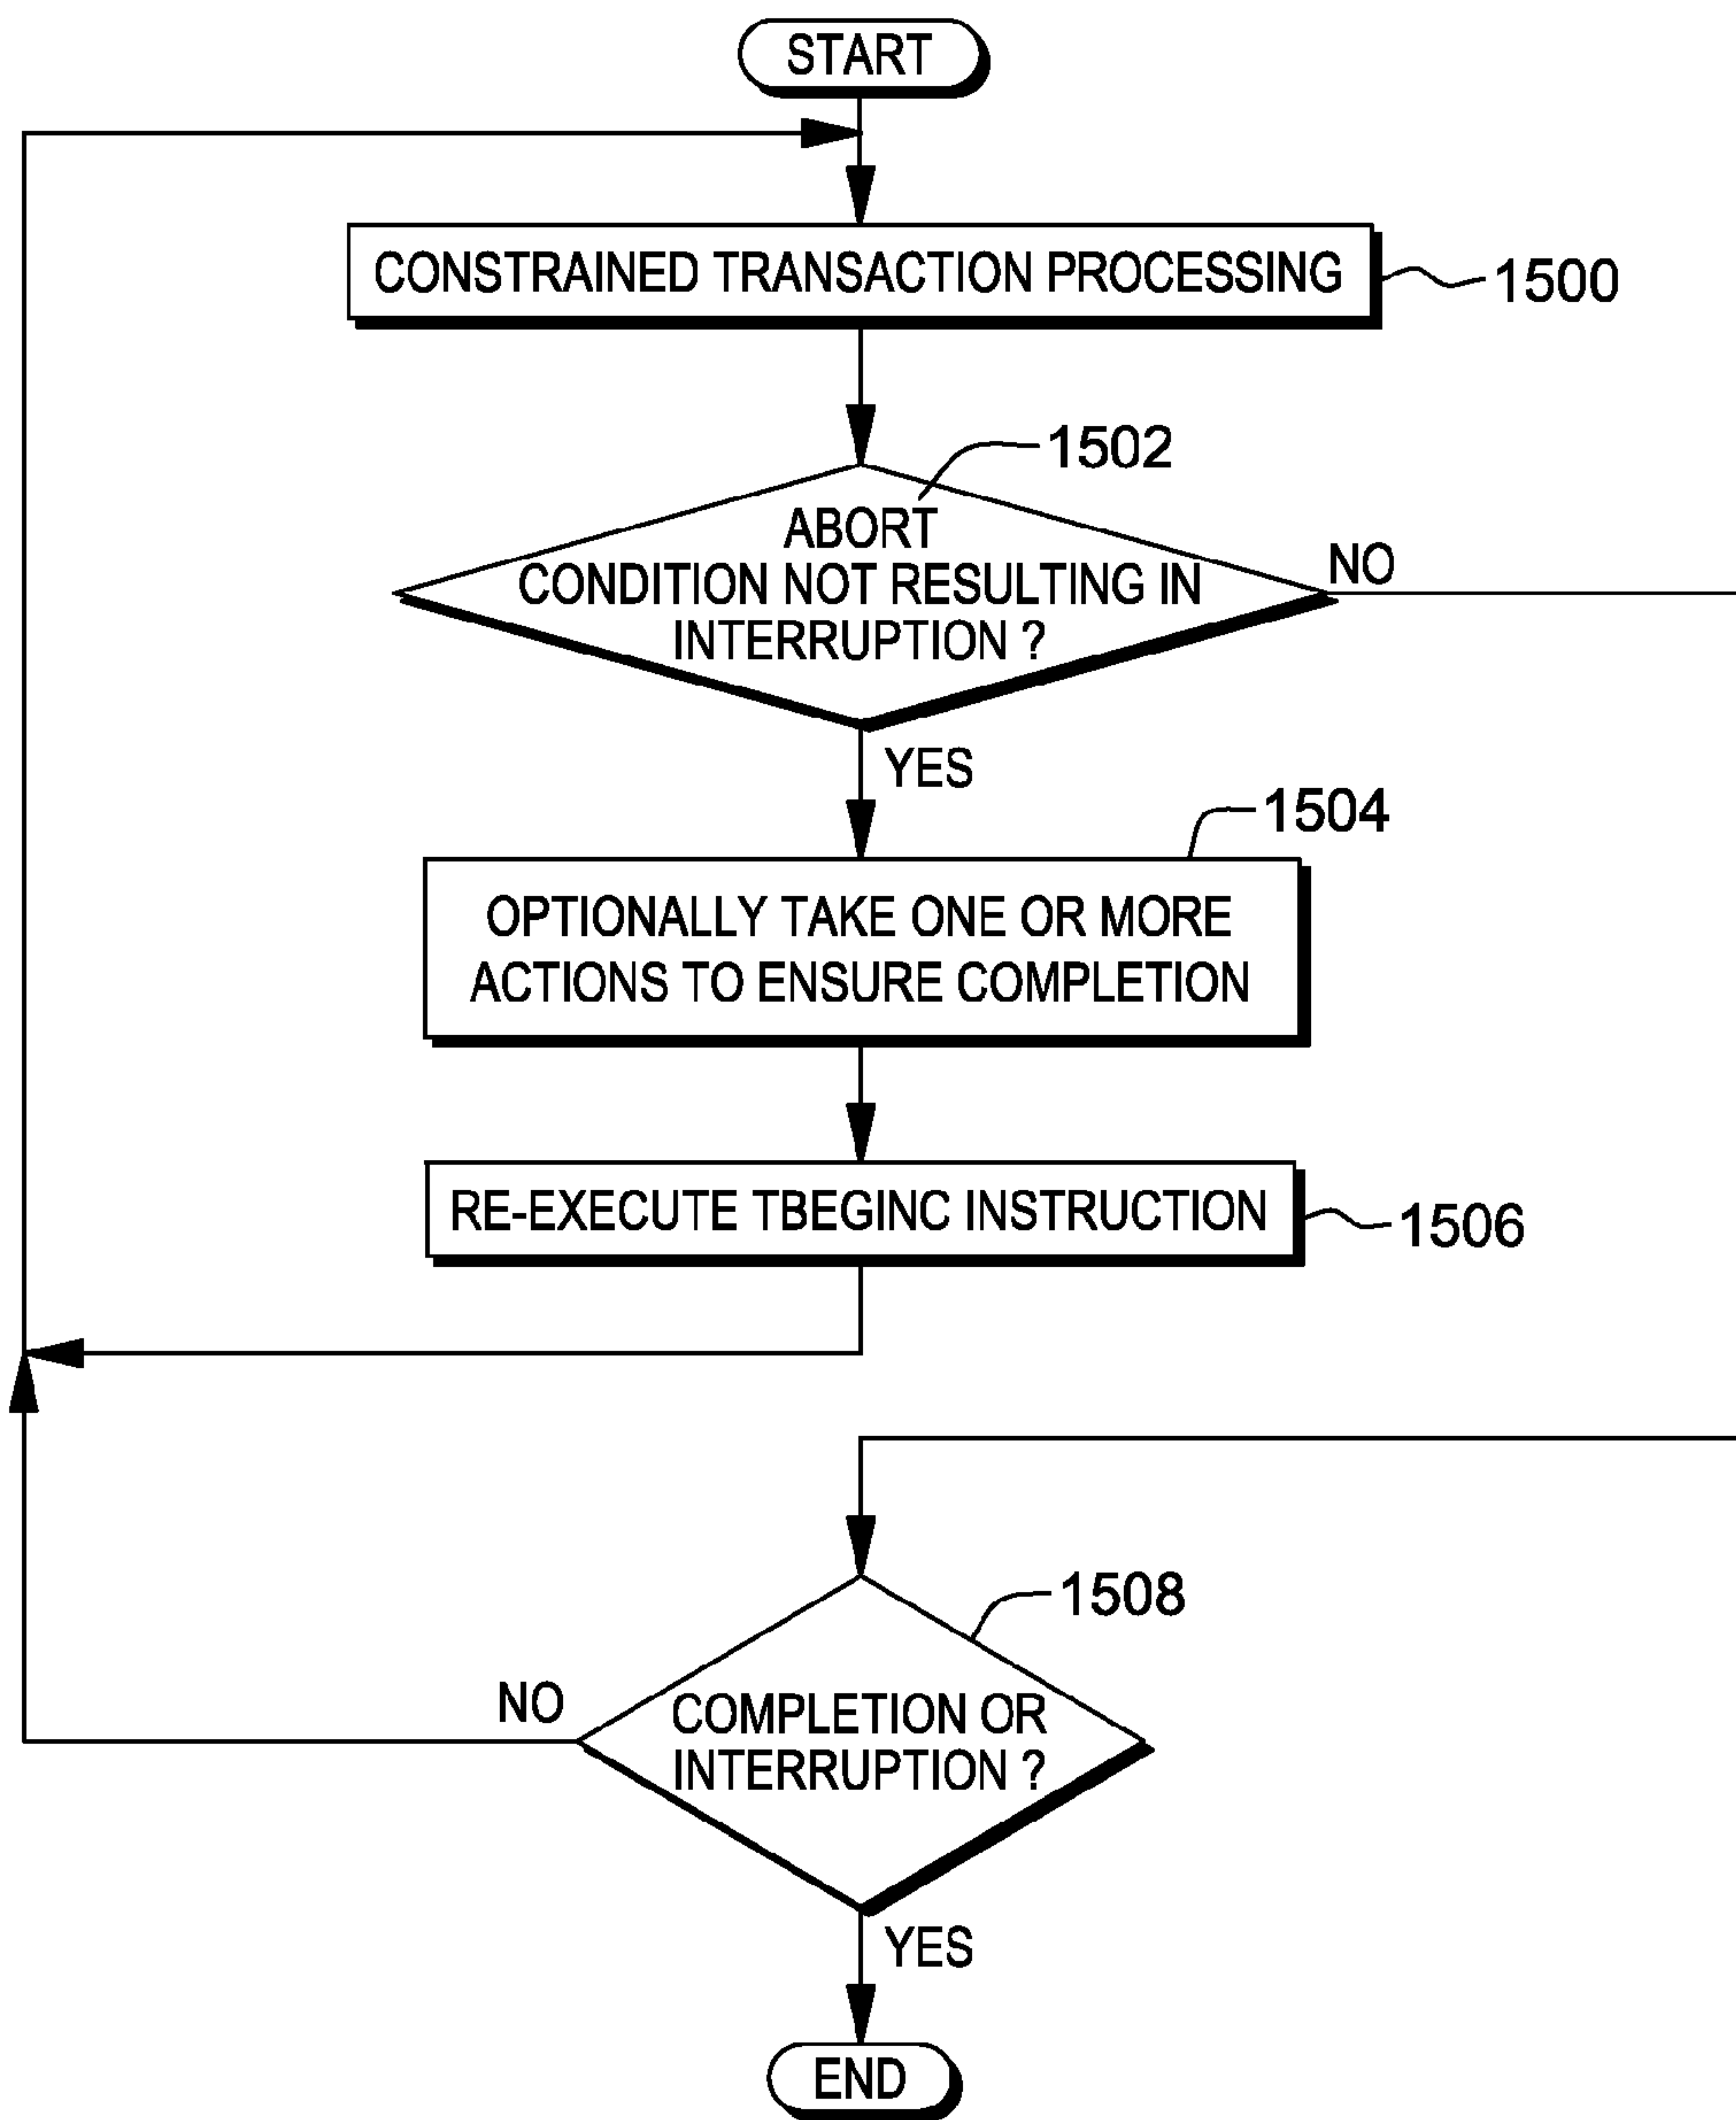 START
CONSTRAINED TRANSACTION PROCESSING
1500
1502
ABORT
CONDITION NOT RESULTING IN
INTERRUPTION ?
NO
YES
1504
OPTIONALLY TAKE ONE OR MORE
ACTIONS TO ENSURE COMPLETION
RE-EXECUTE TBEGINC INSTRUCTION
1506
1508
NO
COMPLETION OR
INTERRUPTION ?
YES
END